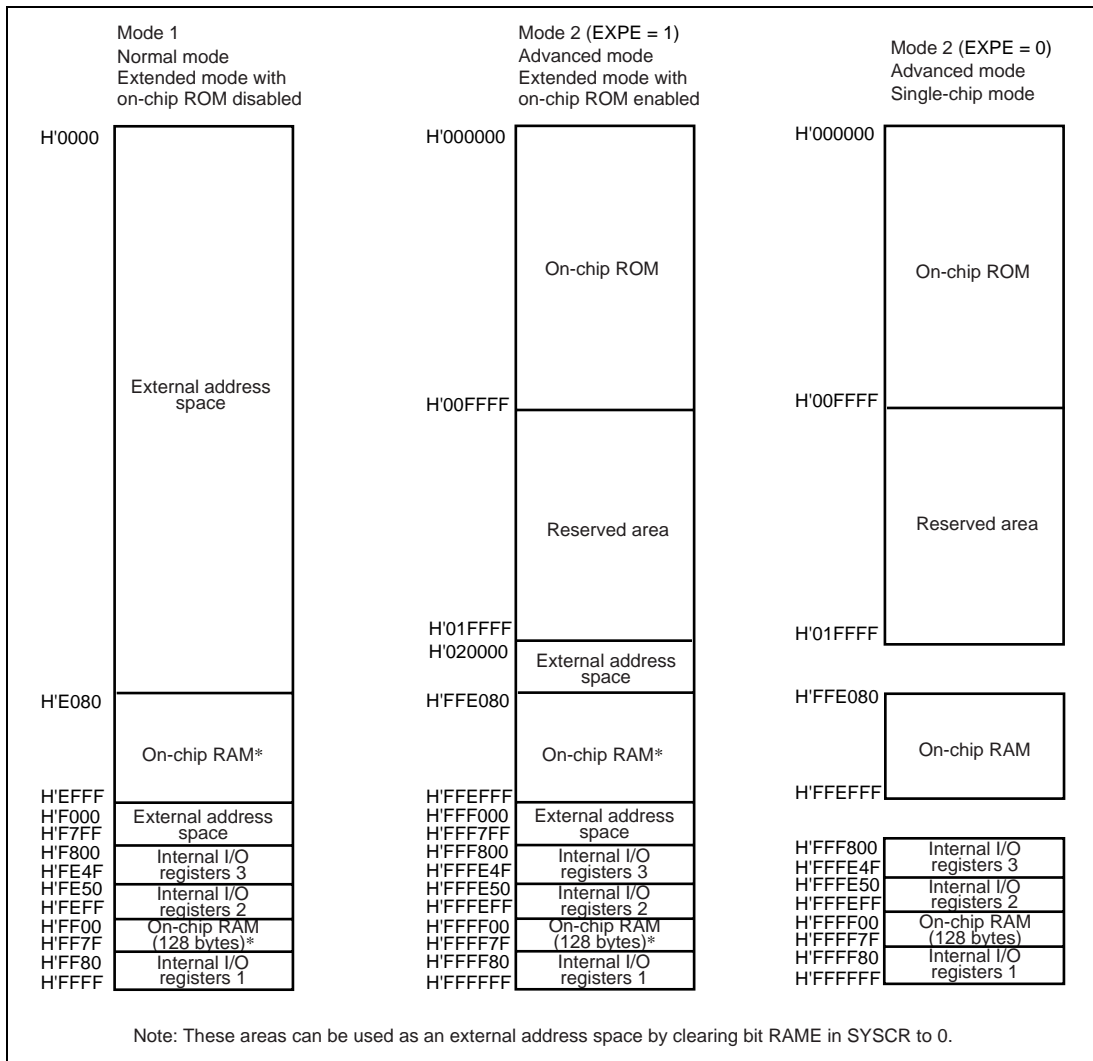 Mode 1
Normal mode
Extended mode with
on-chip ROM disabled
H'0000
External address
space
H'E080
On-chip RAM*
H'EFFF
H'F000
External address
space
H'F7FF
H'F800
Internal I/O
registers 3
H'FE4F
H'FE50
Internal I/O
registers 2
H'FEFF
H'FF00
On-chip RAM
(128 bytes)*
H'FF7F
H'FF80
Internal I/O
registers 1
H'FFFF
Mode 2 (EXPE = 1)
Advanced mode
Extended mode with
on-chip ROM enabled
H'000000
On-chip ROM
H'00FFFF
Reserved area
H'01FFFF
H'020000
External address
space
H'FFE080
On-chip RAM*
H'FFEFFF
H'FFF000
External address
space
H'FFF7FF
H'FFF800
Internal I/O
registers 3
H'FFFE4F
H'FFFE50
Internal I/O
registers 2
H'FFFEFF
H'FFFF00
On-chip RAM
(128 bytes)*
H'FFFF7F
H'FFFF80
Internal I/O
registers 1
H'FFFFFF
Mode 2 (EXPE = 0)
Advanced mode
Single-chip mode
H'000000
On-chip ROM
H'00FFFF
Reserved area
H'01FFFF
H'FFE080
On-chip RAM
H'FFEFFF
H'FFF800
Internal I/O
registers 3
H'FFFE4F
H'FFFE50
Internal I/O
registers 2
H'FFFEFF
H'FFFF00
On-chip RAM
(128 bytes)
H'FFFF7F
H'FFFF80
Internal I/O
registers 1
H'FFFFFF
Note: These areas can be used as an external address space by clearing bit RAME in SYSCR to 0.